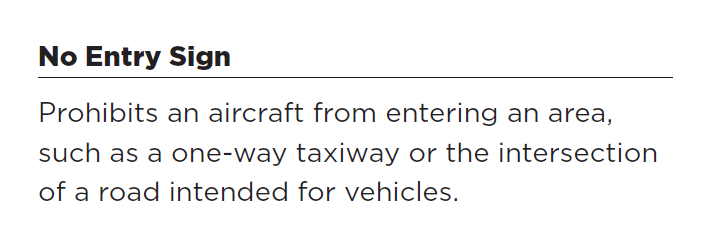 No Entry Sign
Prohibits an aircraft from entering an area,
such as a one-way taxiway or the intersection
of a road intended for vehicles.